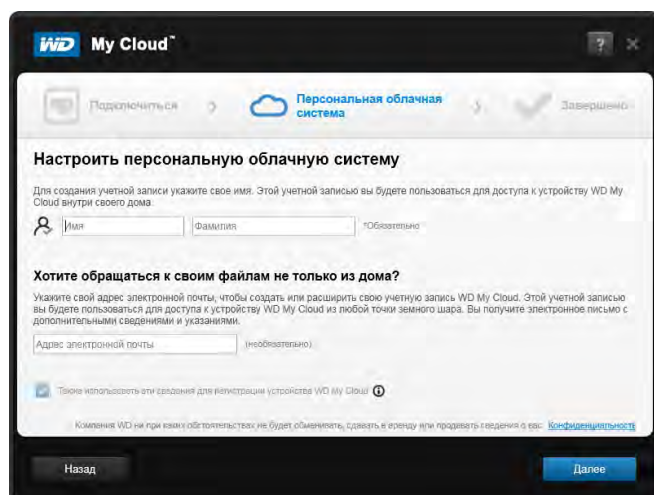 WD My Cloud™ ?
Подключиться
Персональная облачная
система
Завершено
Настроить персональную облачную систему
Для создания учетной записи укажите свое имя. Этой учетной записью вы будете пользоваться для доступа к устройству WD My
Cloud внутри своего дома.
Имя Фамилия *Обязательно
Хотите обращаться к своим файлам не только из дома?
Укажите свой адрес электронной почты, чтобы создать или расширить свою учетную запись WD My Cloud. Этой учетной записью
вы будете пользоваться для доступа к устройству WD My Cloud из любой точки земного шара. Вы получите электронное письмо с
дополнительными сведениями и указаниями.
Адрес электронной почты (необязательно)
Также использовать эти сведения для регистрации устройства WD My Cloud
Компания WD ни при каких обстоятельствах не будет обменивать, сдавать в аренду или продавать сведения о вас. Конфиденциальность
Назад Далее